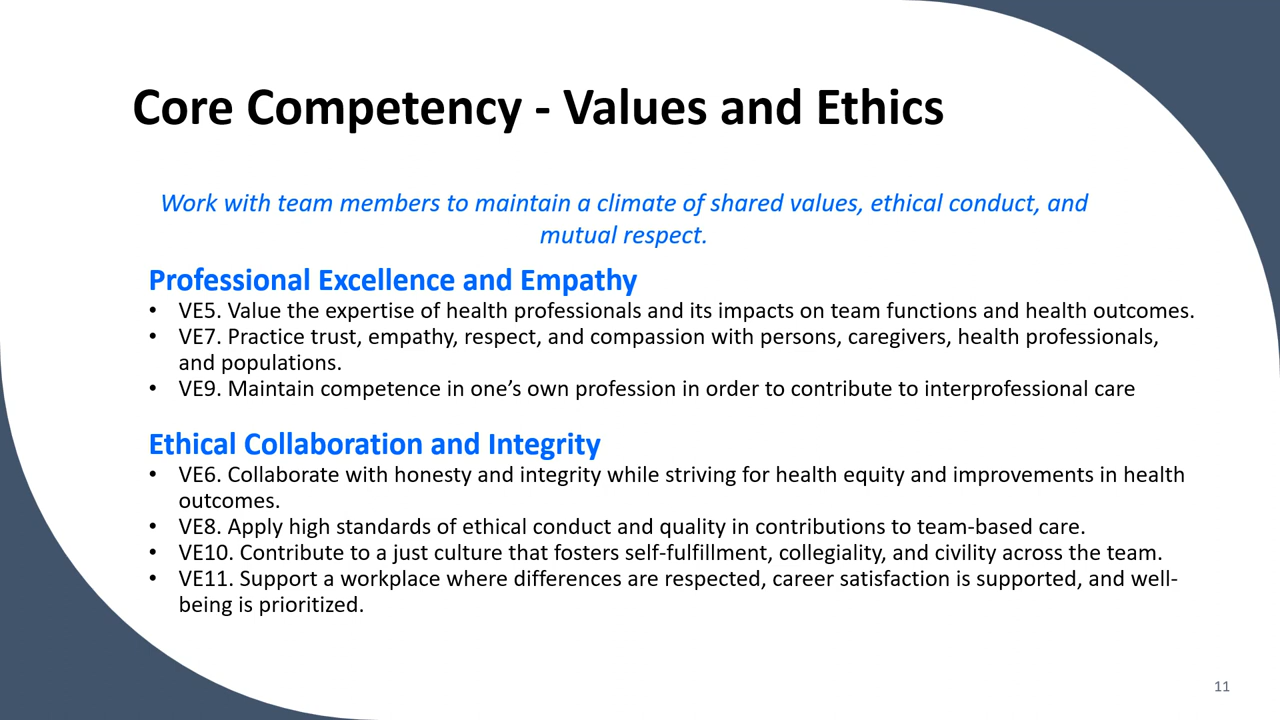 Core Competency - Values and Ethics
Work with team members to maintain a climate of shared values, ethical conduct, and
mutual respect.
Professional Excellence and Empathy
• VE5. Value the expertise of health professionals and its impacts on team functions and health outcomes.
• VE7. Practice trust, empathy, respect, and compassion with persons, caregivers, health professionals,
and populations.
• VE9. Maintain competence in one’s own profession in order to contribute to interprofessional care
Ethical Collaboration and Integrity
• VE6. Collaborate with honesty and integrity while striving for health equity and improvements in health
outcomes.
• VE8. Apply high standards of ethical conduct and quality in contributions to team-based care.
• VE10. Contribute to a just culture that fosters self-fulfillment, collegiality, and civility across the team.
• VE11. Support a workplace where differences are respected, career satisfaction is supported, and well-
being is prioritized.
11